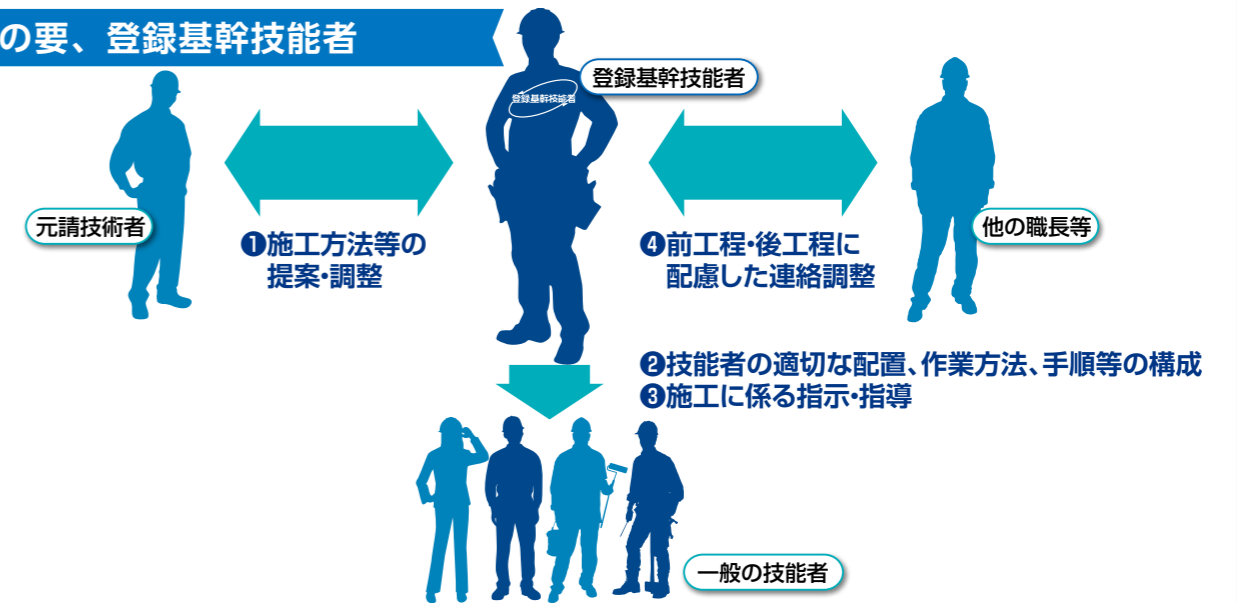 の要、登録基幹技能者
登録基幹技能者
登録基幹技能者
元請技術者
他の職長等
❶施工方法等の
提案・調整
❹前工程・後工程に
配慮した連絡調整
❷技能者の適切な配置、作業方法、手順等の構成
❸施工に係る指示・指導
一般の技能者